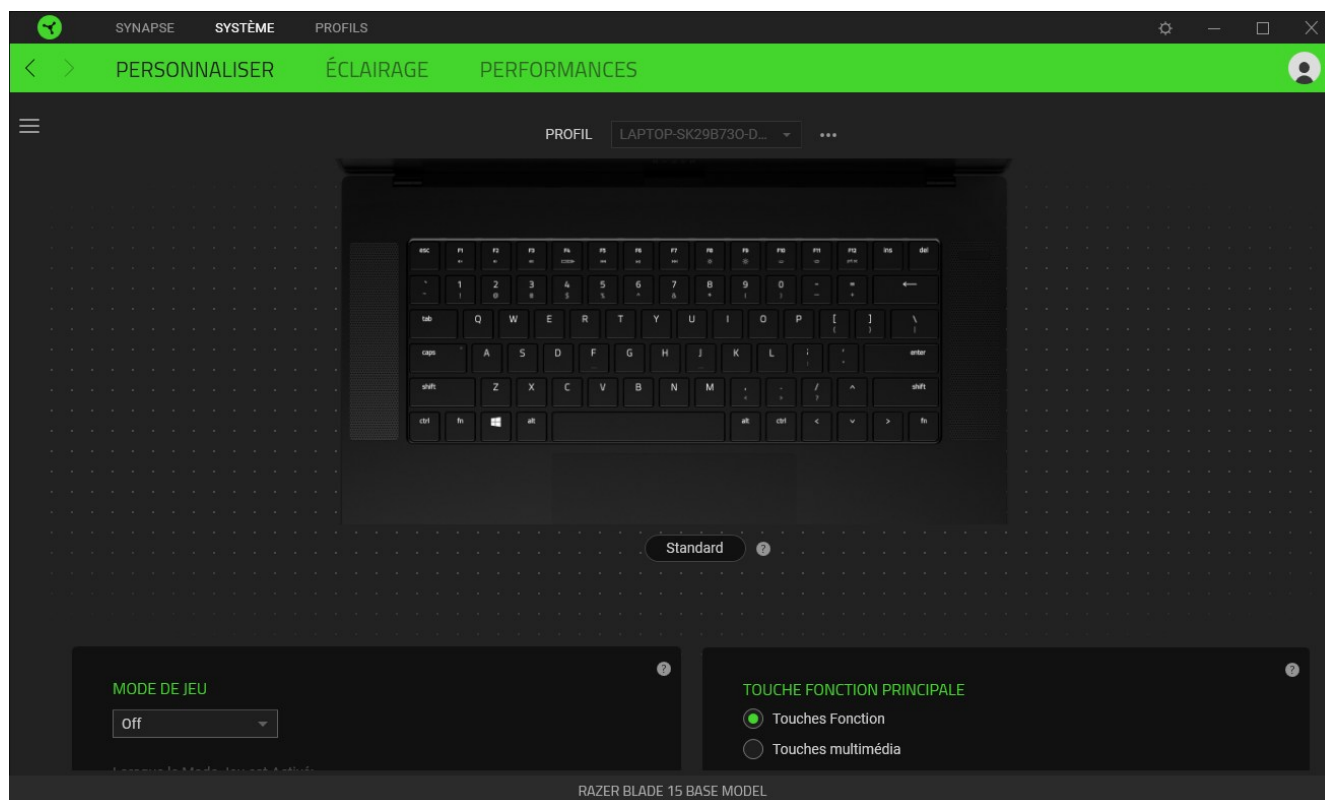 SYNAPSE SYSTÈME PROFILS
PERSONNALISER ÉCLAIRAGE PERFORMANCES
PROFIL LAPTOP-SK29B73O-D... •••
esc F1 F2 F3 F4 F5 F6 F7 F8 F9 F10 F11 F12 ins del
` 1 2 3 4 5 6 7 8 9 0 - = ←
~ ! @ # $ % ^ & * ( ) _ +
tab Q W E R T Y U I O P [ ] \
{ } |
caps A S D F G H J K L ; ' enter
shift Z X C V B N M , . / ^ shift
< > ?
ctrl fn alt alt ctrl < v > fn
Standard ?
MODE DE JEU ?
Off
TOUCHE FONCTION PRINCIPALE ?
Touches Fonction
Touches multimédia
RAZER BLADE 15 BASE MODEL